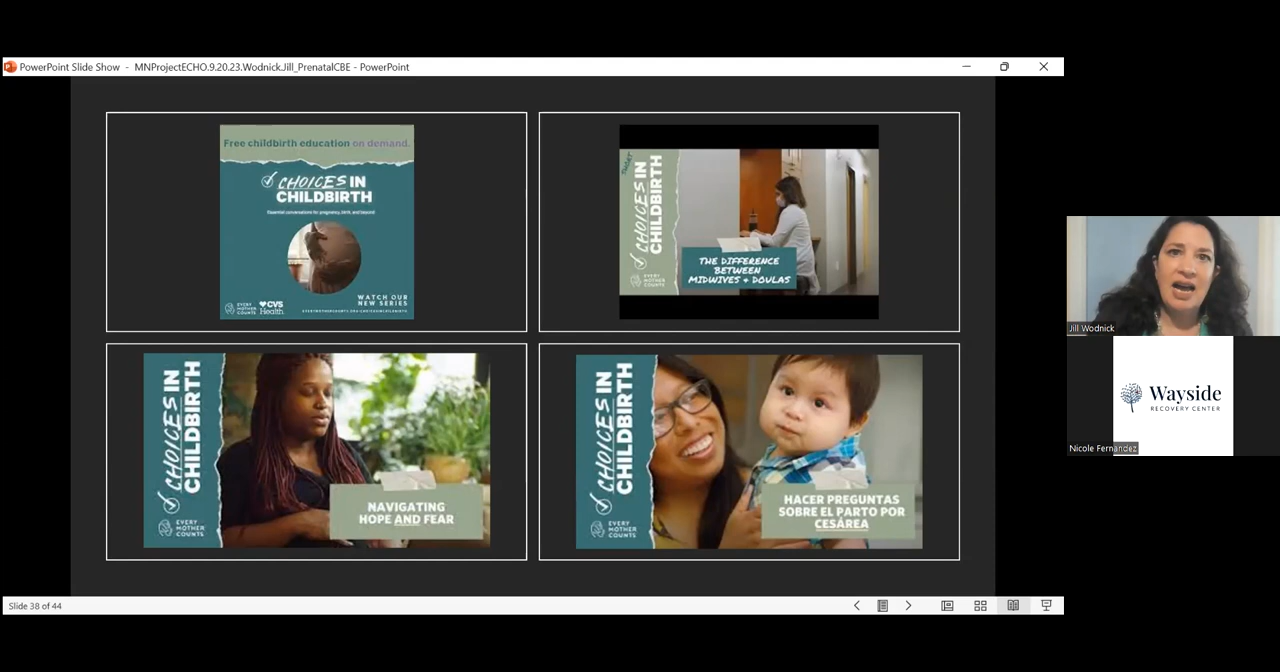 PowerPoint Slide Show - MNProjectECHO.9.20.23.Wodnick.Jill_PrenatalCBE - PowerPoint
Free childbirth education on demand.
CHOICES IN
CHILDBIRTH
Essential conversations for pregnancy, birth, and beyond
EVERY
MOTHER
COUNTS
CVS
Health.
WATCH OUR
NEW SERIES
EVERYMOTHERCOUNTS.ORG/CHOICESINCHILDBIRTH
CHOICES IN
CHILDBIRTH
EVERY
MOTHER
COUNTS
THE DIFFERENCE
BETWEEN
MIDWIVES + DOULAS
CHOICES IN
CHILDBIRTH
EVERY
MOTHER
COUNTS
NAVIGATING
HOPE AND FEAR
CHOICES IN
CHILDBIRTH
EVERY
MOTHER
COUNTS
HACER PREGUNTAS
SOBRE EL PARTO POR
CESÁREA
Jill Wodnick
Wayside
RECOVERY CENTER
Nicole Fernandez
Slide 38 of 44